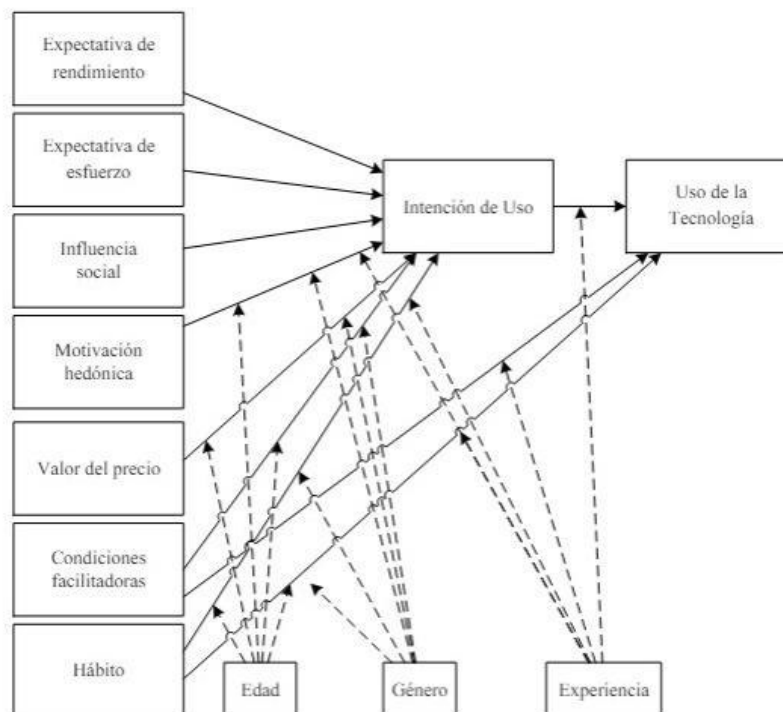 Expectativa de
rendimiento
Expectativa de
esfuerzo
Influencia
social
Motivación
hedónica
Valor del precio
Condiciones
facilitadoras
Hábito
Intención de Uso
Uso de la
Tecnología
Edad
Género
Experiencia